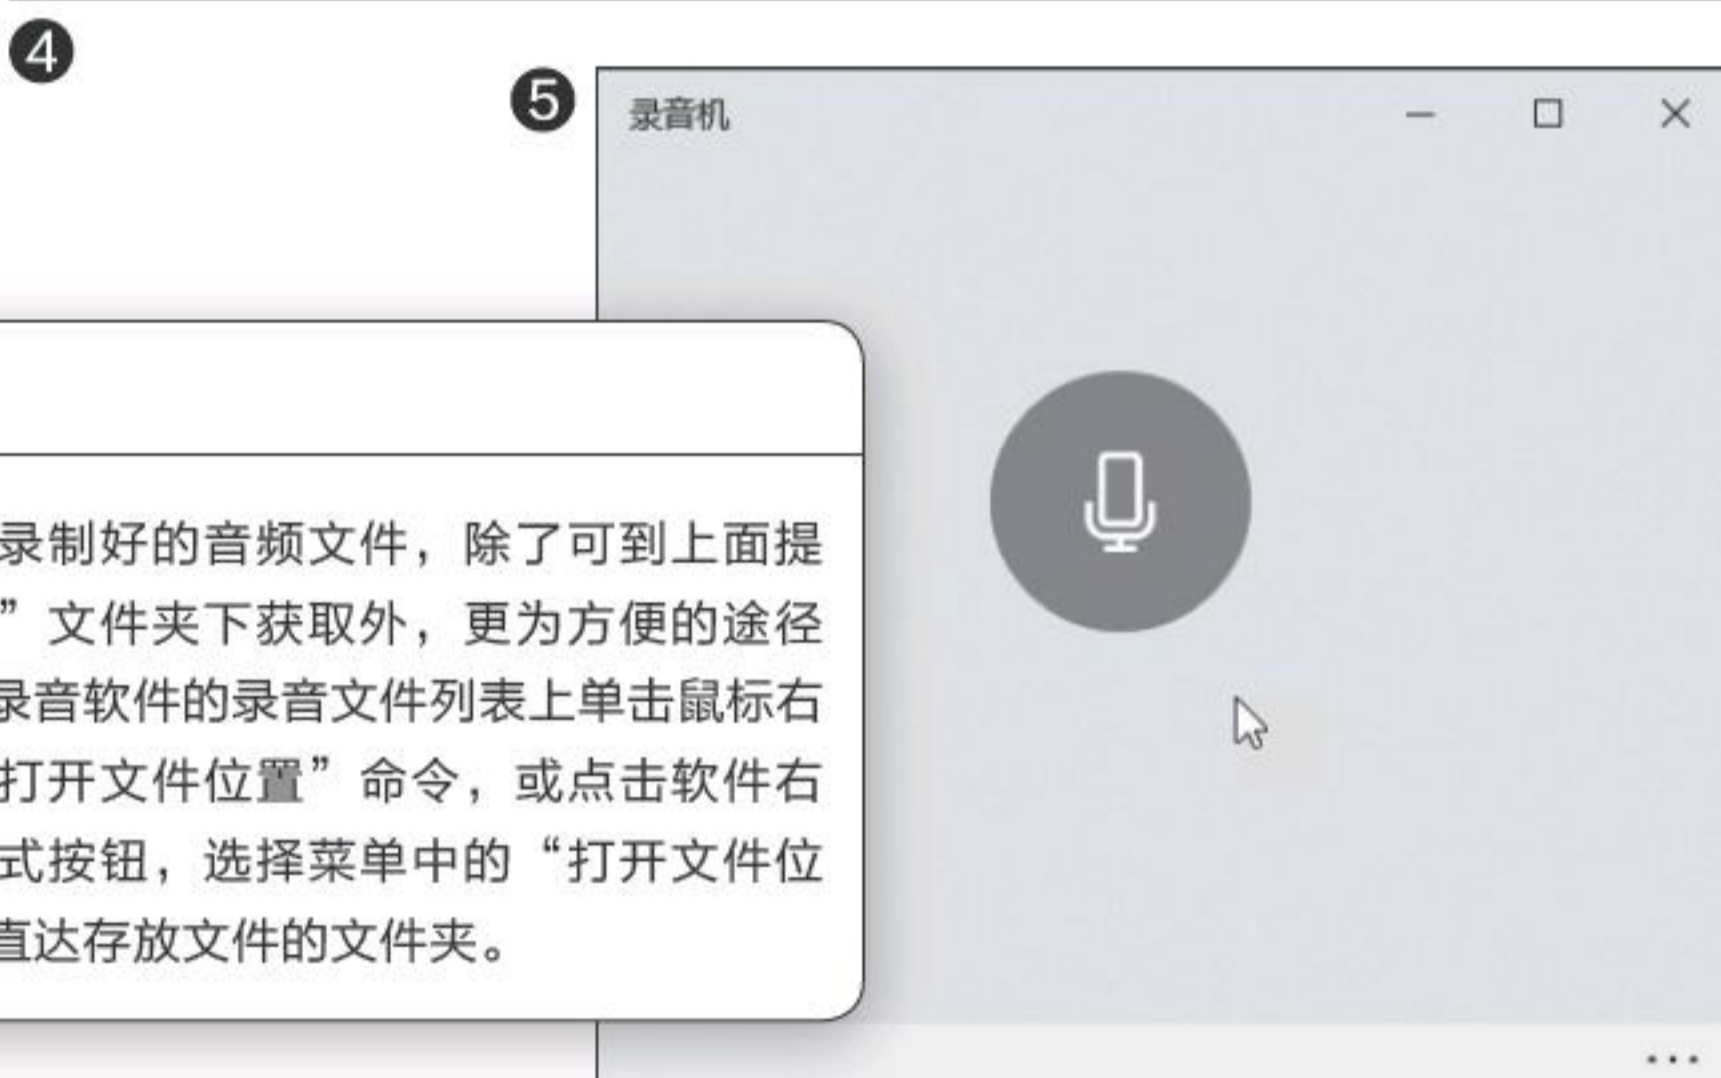 ❹
❺
录音机
录制好的音频文件，除了可到上面提
”文件夹下获取外，更为方便的途径
录音软件的录音文件列表上单击鼠标右
打开文件位置”命令，或点击软件右
式按钮，选择菜单中的“打开文件位
直达存放文件的文件夹。